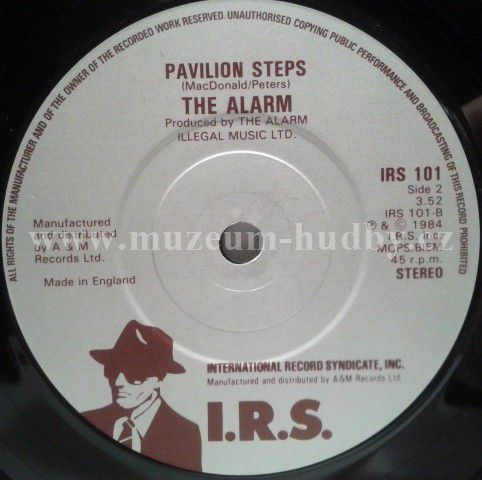 ALL RIGHTS OF THE MANUFACTURER AND OF THE OWNER OF THE RECORDED WORK RESERVED. UNAUTHORISED COPYING PUBLIC PERFORMANCE AND BROADCASTING OF THIS RECORD PROHIBITED
PAVILION STEPS
(MacDonald/Peters)
THE ALARM
Produced by THE ALARM
ILLEGAL MUSIC LTD.
IRS 101
Side 2
3.52
IRS 101-B
℗ & © 1984
I.R.S. Inc.
MCPS/BIEM
45 r.p.m.
STEREO
Manufactured
and distributed
by A & M
Records Ltd.
Made in England
www.muzeum-hudby.cz
INTERNATIONAL RECORD SYNDICATE, INC.
Manufactured and distributed by A&M Records Ltd.
I.R.S.